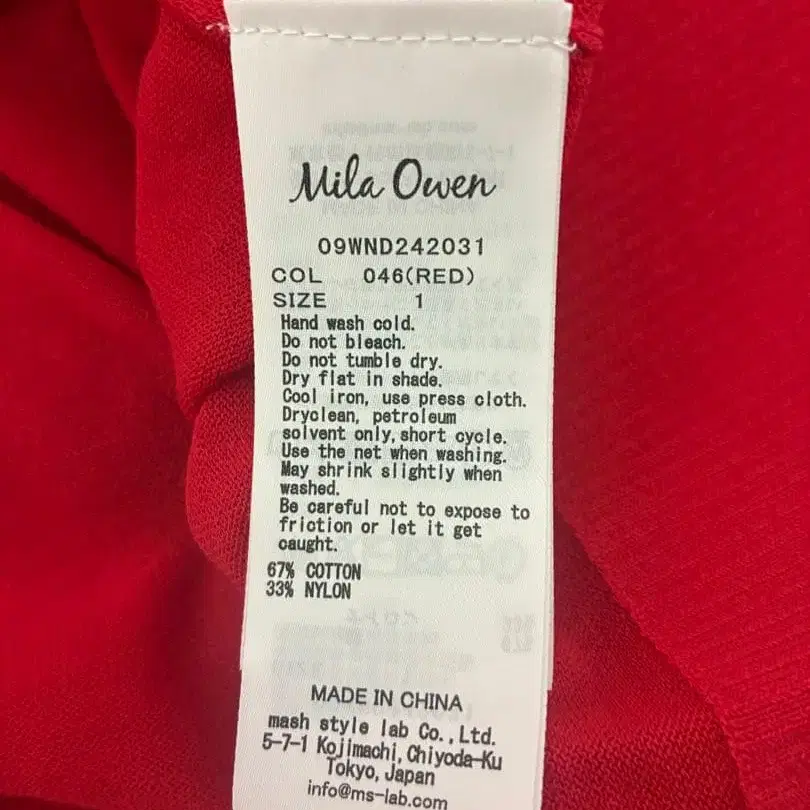 Mila Owen
09WND242031
COL 046(RED)
SIZE 1
Hand wash cold.
Do not bleach.
Do not tumble dry.
Dry flat in shade.
Cool iron, use press cloth.
Dryclean, petroleum
solvent only, short cycle.
Use the net when washing.
May shrink slightly when
washed.
Be careful not to expose to
friction or let it get
caught.
67% COTTON
33% NYLON
MADE IN CHINA
mash style lab Co.,Ltd.
5-7-1 Kojimachi, Chiyoda-Ku
Tokyo, Japan
info@ms-lab.com